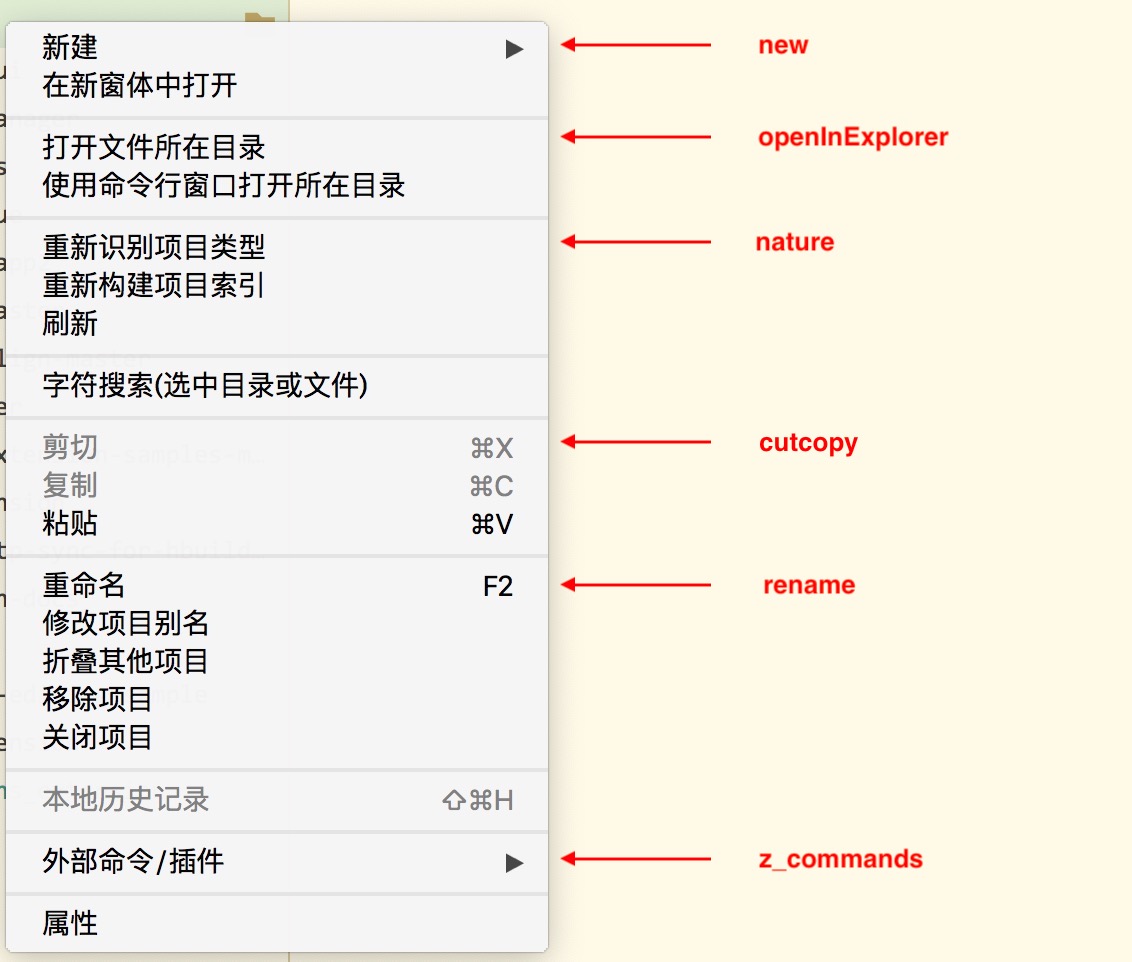 新建 ▶ new
在新窗体中打开
打开文件所在目录 openInExplorer
使用命令行窗口打开所在目录
重新识别项目类型 nature
重新构建项目索引
刷新
字符搜索(选中目录或文件)
剪切 ⌘X cutcopy
复制 ⌘C
粘贴 ⌘V
重命名 F2 rename
修改项目别名
折叠其他项目
移除项目
关闭项目
本地历史记录 ⇧⌘H
外部命令/插件 ▶ z_commands
属性